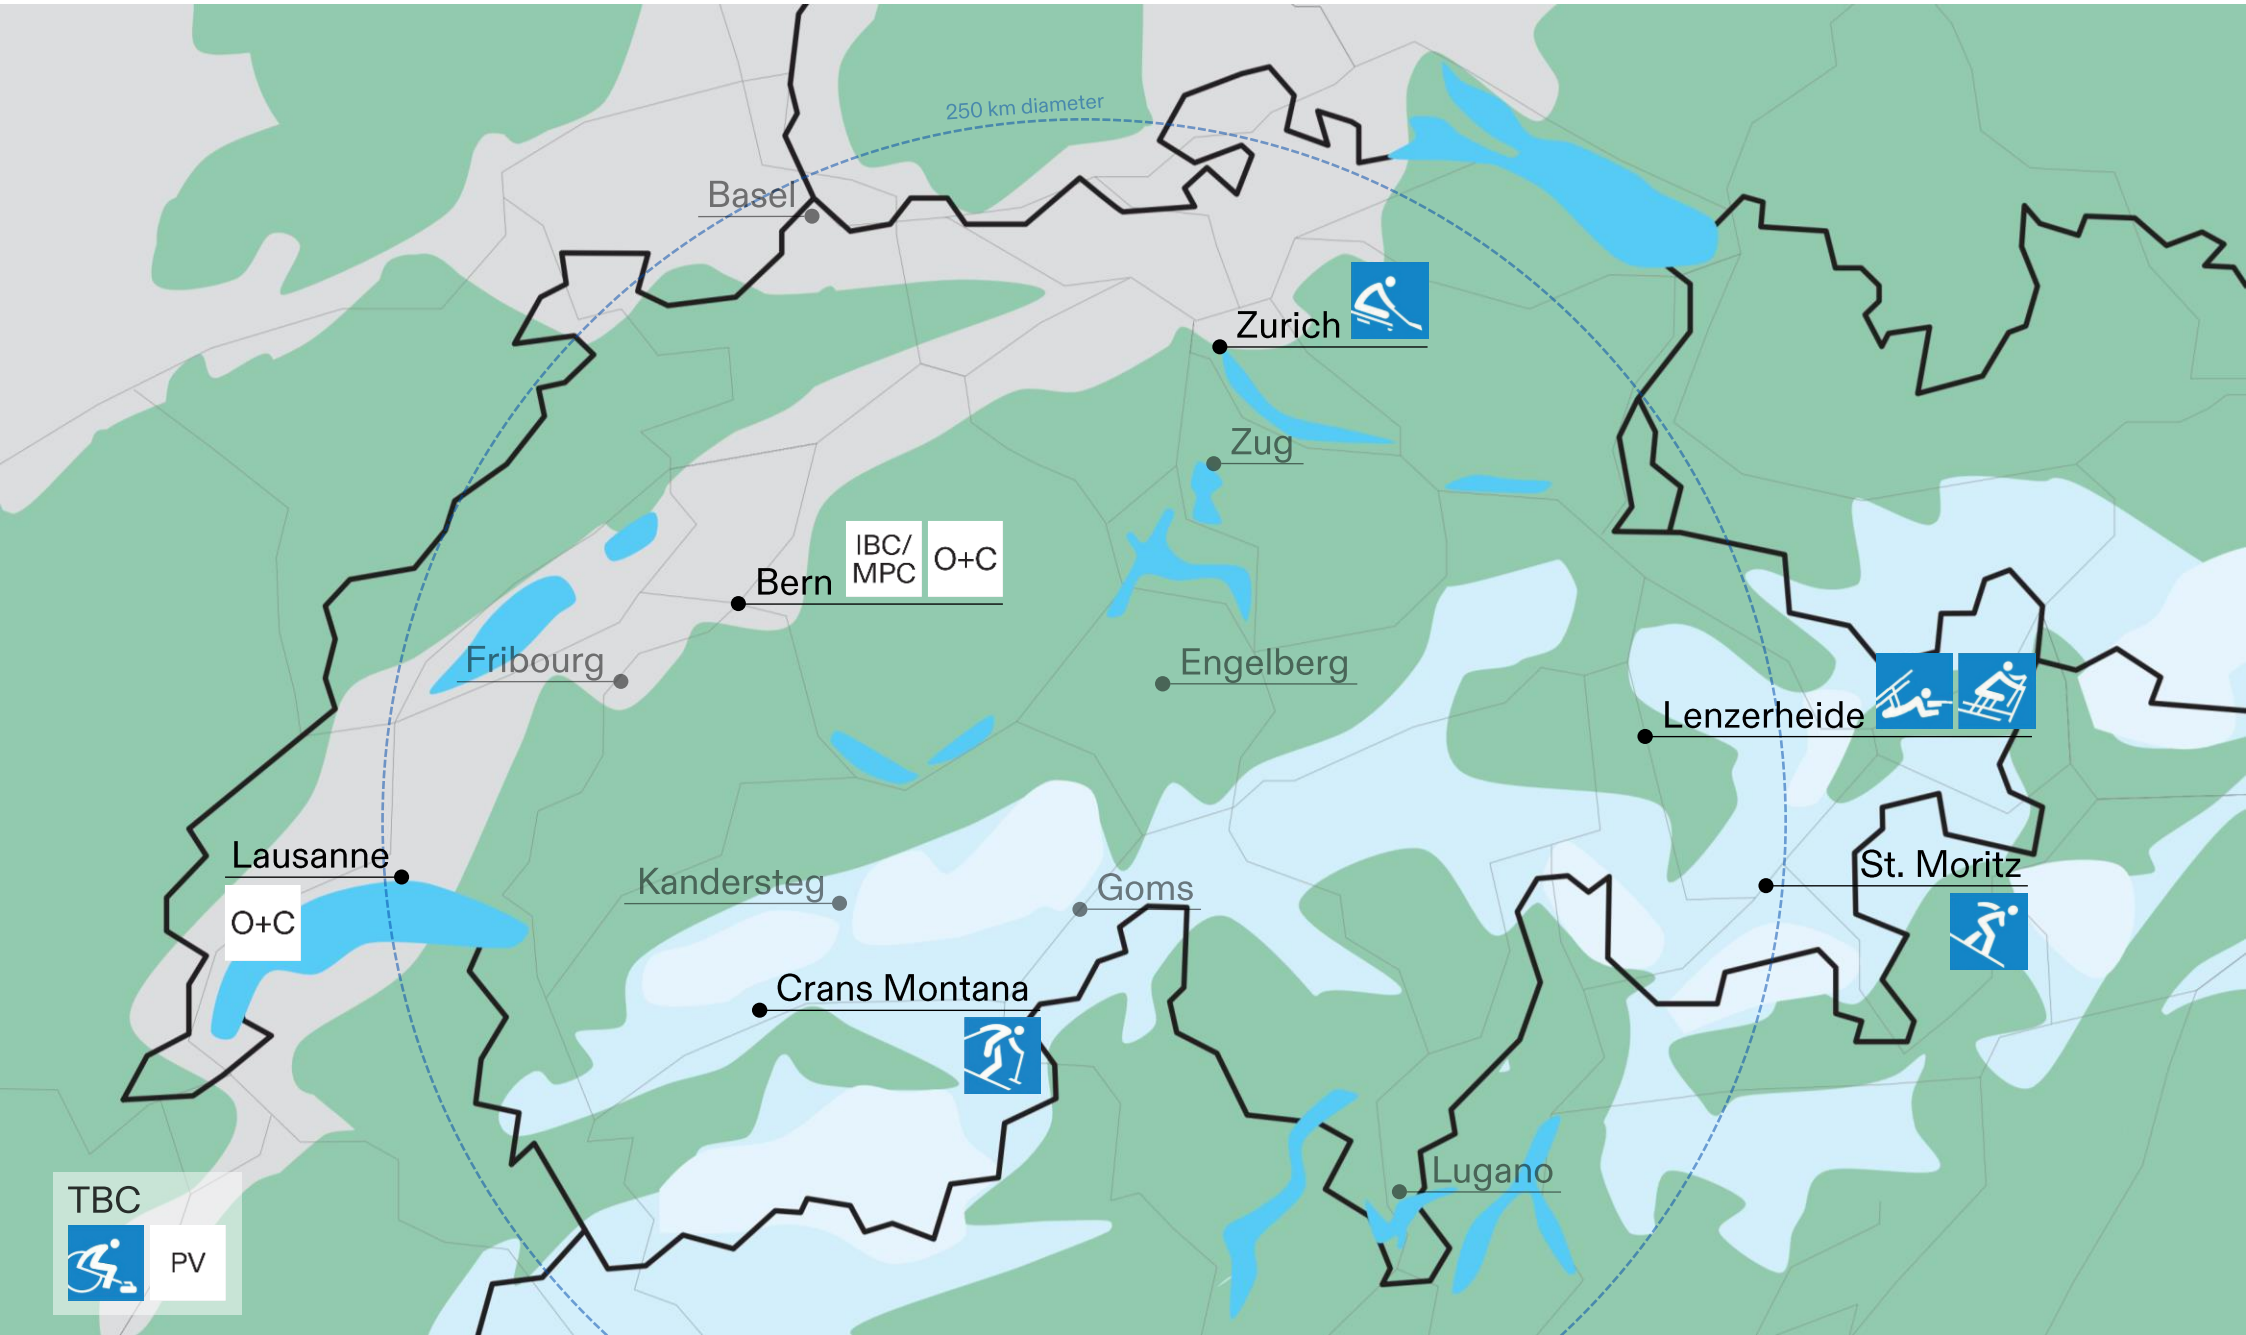 250 km diameter
Basel
Zurich
Zug
IBC/
MPC
O+C
Bern
Fribourg
Engelberg
Lenzerheide
Lausanne
O+C
Kandersteg
Goms
St. Moritz
Crans Montana
Lugano
TBC
PV